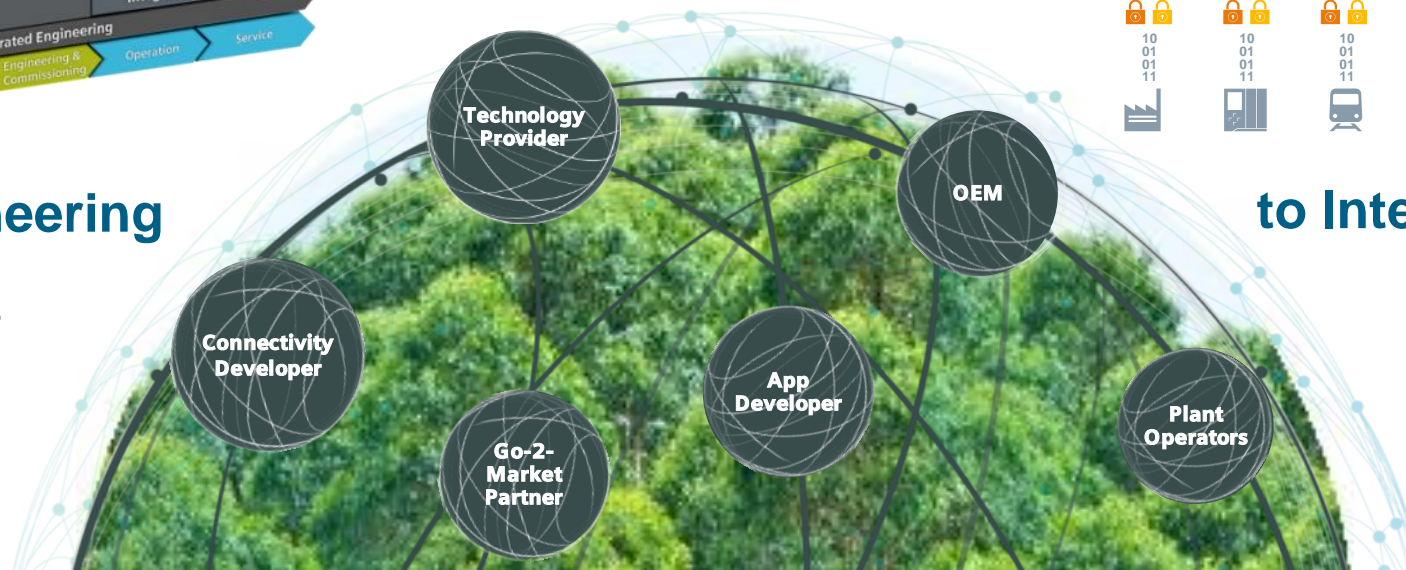 rated Engineering
Engineering &
Commissioning
Operation
Service
neering
to Inte
10
01
01
11
10
01
01
11
10
01
01
11
Technology
Provider
OEM
Connectivity
Developer
App
Developer
Go-2-
Market
Partner
Plant
Operators